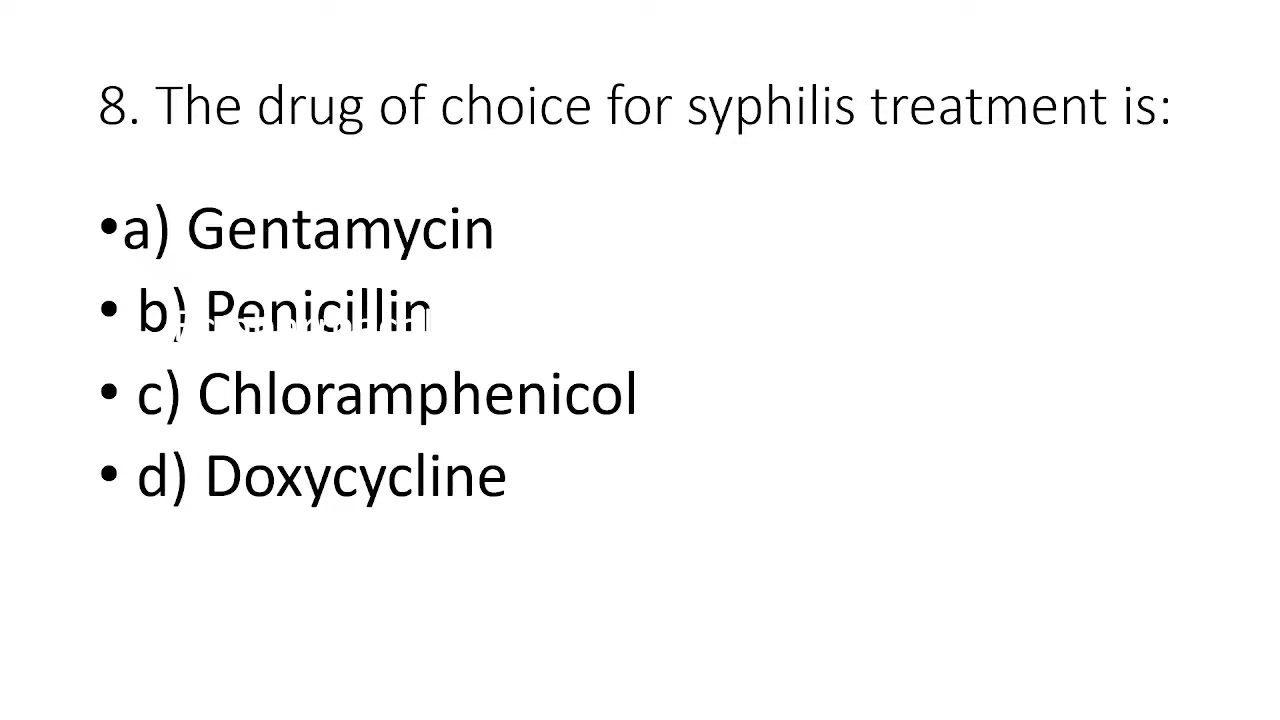 8. The drug of choice for syphilis treatment is:
•a) Gentamycin
• b) Penicillin
• c) Chloramphenicol
• d) Doxycycline